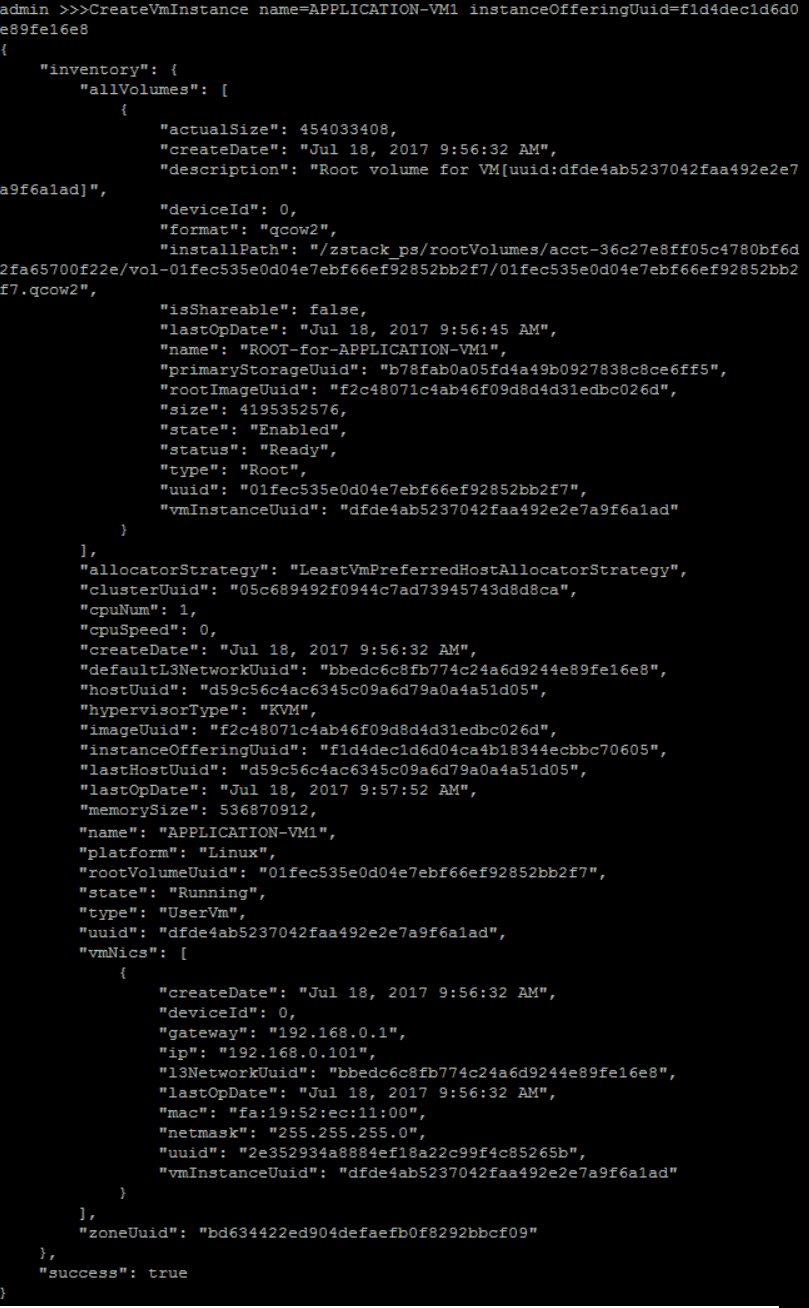 admin >>>CreateVmInstance name=APPLICATION-VM1 instanceOfferingUuid=f1d4dec1d6d0
e89fe16e8
{
    "inventory": {
        "allVolumes": [
            {
                "actualSize": 454033408,
                "createDate": "Jul 18, 2017 9:56:32 AM",
                "description": "Root volume for VM[uuid:dfde4ab5237042faa492e2e7
a9f6a1ad]",
                "deviceId": 0,
                "format": "qcow2",
                "installPath": "/zstack_ps/rootVolumes/acct-36c27e8ff05c4780bf6d
2fa65700f22e/vol-01fec535e0d04e7ebf66ef92852bb2f7/01fec535e0d04e7ebf66ef92852bb2
f7.qcow2",
                "isShareable": false,
                "lastOpDate": "Jul 18, 2017 9:56:45 AM",
                "name": "ROOT-for-APPLICATION-VM1",
                "primaryStorageUuid": "b78fab0a05fd4a49b0927838c8ce6ff5",
                "rootImageUuid": "f2c48071c4ab46f09d8d4d31edbc026d",
                "size": 4195352576,
                "state": "Enabled",
                "status": "Ready",
                "type": "Root",
                "uuid": "01fec535e0d04e7ebf66ef92852bb2f7",
                "vmInstanceUuid": "dfde4ab5237042faa492e2e7a9f6a1ad"
            }
        ],
        "allocatorStrategy": "LeastVmPreferredHostAllocatorStrategy",
        "clusterUuid": "05c689492f0944c7ad73945743d8d8ca",
        "cpuNum": 1,
        "cpuSpeed": 0,
        "createDate": "Jul 18, 2017 9:56:32 AM",
        "defaultL3NetworkUuid": "bbedc6c8fb774c24a6d9244e89fe16e8",
        "hostUuid": "d59c56c4ac6345c09a6d79a0a4a51d05",
        "hypervisorType": "KVM",
        "imageUuid": "f2c48071c4ab46f09d8d4d31edbc026d",
        "instanceOfferingUuid": "f1d4dec1d6d04ca4b18344ecbbc70605",
        "lastHostUuid": "d59c56c4ac6345c09a6d79a0a4a51d05",
        "lastOpDate": "Jul 18, 2017 9:57:52 AM",
        "memorySize": 536870912,
        "name": "APPLICATION-VM1",
        "platform": "Linux",
        "rootVolumeUuid": "01fec535e0d04e7ebf66ef92852bb2f7",
        "state": "Running",
        "type": "UserVm",
        "uuid": "dfde4ab5237042faa492e2e7a9f6a1ad",
        "vmNics": [
            {
                "createDate": "Jul 18, 2017 9:56:32 AM",
                "deviceId": 0,
                "gateway": "192.168.0.1",
                "ip": "192.168.0.101",
                "l3NetworkUuid": "bbedc6c8fb774c24a6d9244e89fe16e8",
                "lastOpDate": "Jul 18, 2017 9:56:32 AM",
                "mac": "fa:19:52:ec:11:00",
                "netmask": "255.255.255.0",
                "uuid": "2e352934a8884ef18a22c99f4c85265b",
                "vmInstanceUuid": "dfde4ab5237042faa492e2e7a9f6a1ad"
            }
        ],
        "zoneUuid": "bd634422ed904defaefb0f8292bbcf09"
    },
    "success": true
}